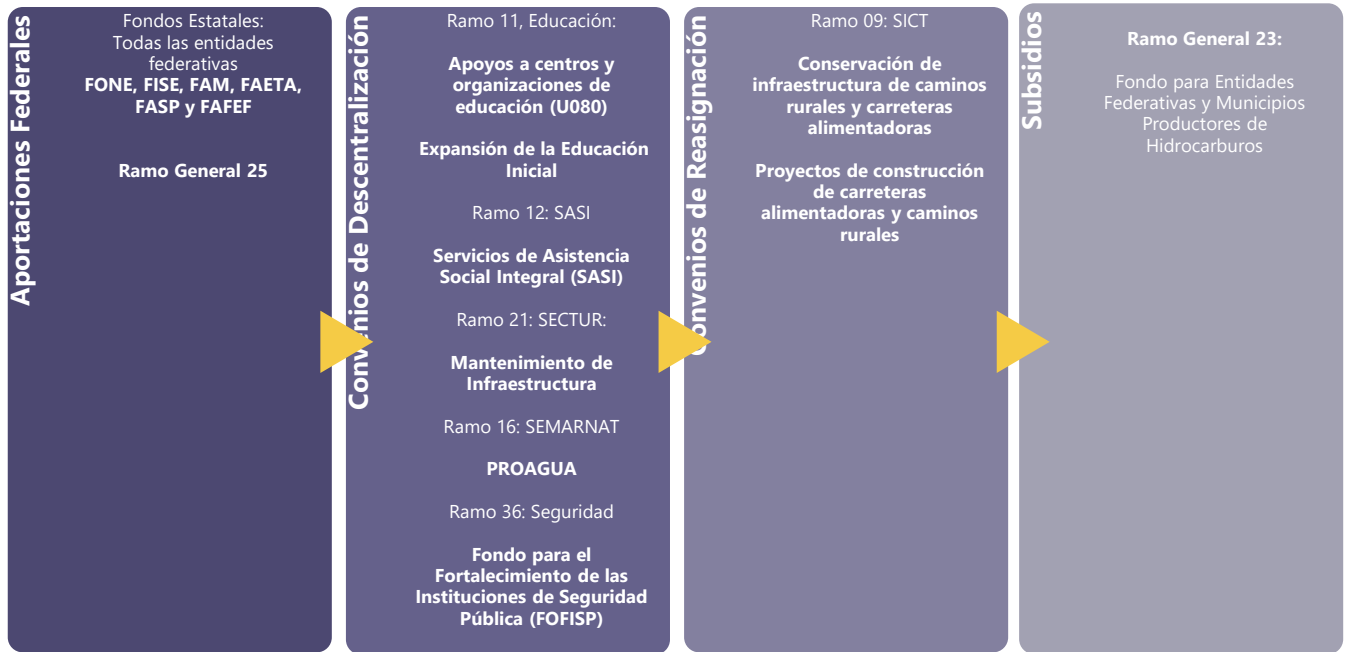 Aportaciones Federales
Fondos Estatales:
Todas las entidades
federativas
FONE, FISE, FAM, FAETA,
FASP y FAFEF
Ramo General 25
Convenios de Descentralización
Ramo 11, Educación:
Apoyos a centros y
organizaciones de
educación (U080)
Expansión de la Educación
Inicial
Ramo 12: SASI
Servicios de Asistencia
Social Integral (SASI)
Ramo 21: SECTUR:
Mantenimiento de
Infraestructura
Ramo 16: SEMARNAT
PROAGUA
Ramo 36: Seguridad
Fondo para el
Fortalecimiento de las
Instituciones de Seguridad
Pública (FOFISP)
Convenios de Reasignación
Ramo 09: SICT
Conservación de
infraestructura de caminos
rurales y carreteras
alimentadoras
Proyectos de construcción
de carreteras
alimentadoras y caminos
rurales
Subsidios
Ramo General 23:
Fondo para Entidades
Federativas y Municipios
Productores de
Hidrocarburos